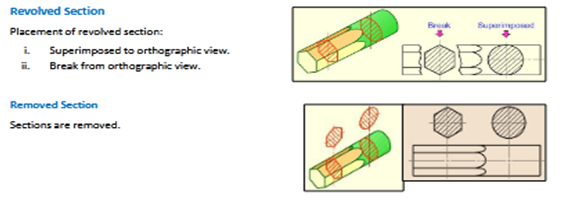 Revolved Section
Placement of revolved section:
i. Superimposed to orthographic view.
ii. Break from orthographic view.
Break Superimposed
Removed Section
Sections are removed.